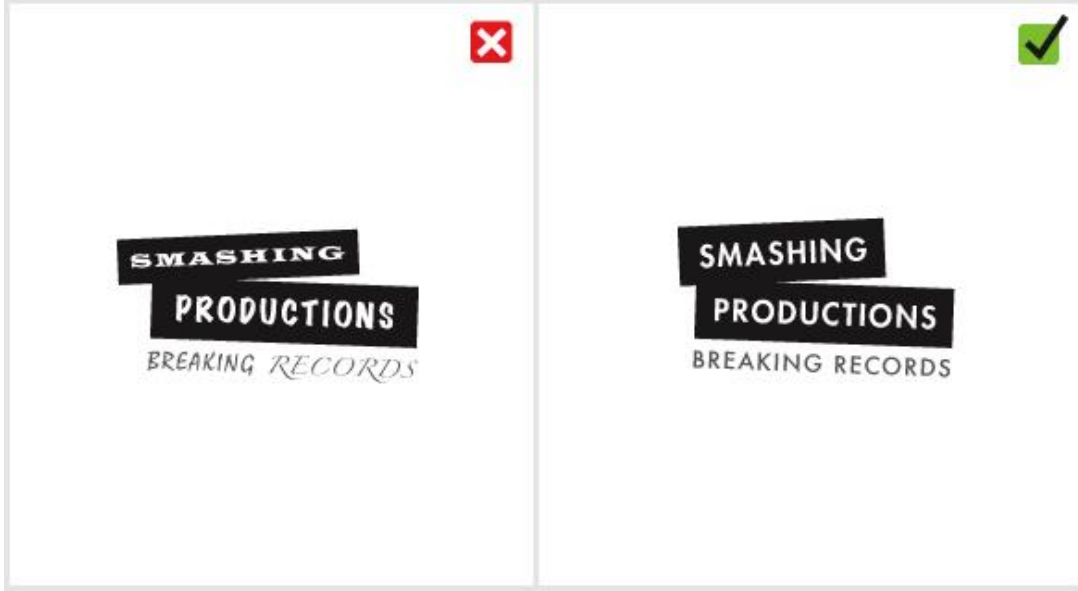 SMASHING
PRODUCTIONS
BREAKING RECORDS
SMASHING
PRODUCTIONS
BREAKING RECORDS